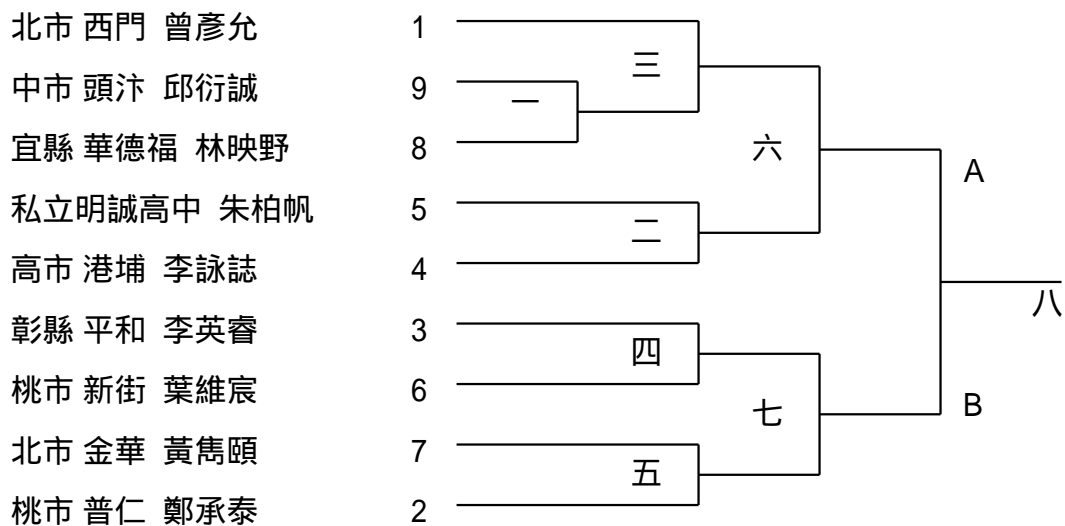 北市 西門 曾彥允 1
三
中市 頭汴 邱衍誠 9
一
宜縣 華德福 林映野 8
六
A
私立明誠高中 朱柏帆 5
二
高市 港埔 李詠誌 4
八
彰縣 平和 李英睿 3
四
桃市 新街 葉維宸 6
七
B
北市 金華 黃雋頤 7
五
桃市 普仁 鄭承泰 2